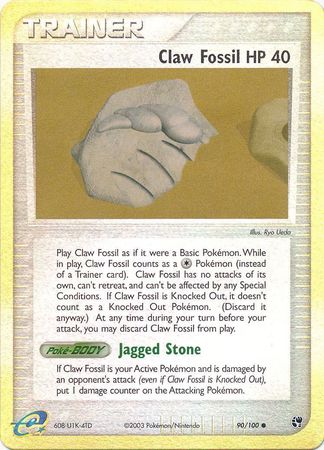 TRAINER
Claw Fossil HP 40
Illus. Ryo Ueda
Play Claw Fossil as if it were a Basic Pokémon. While
in play, Claw Fossil counts as a Pokémon (instead
of a Trainer card). Claw Fossil has no attacks of its
own, can't retreat, and can't be affected by any Special
Conditions. If Claw Fossil is Knocked Out, it doesn't
count as a Knocked Out Pokémon. (Discard it
anyway.) At any time during your turn before your
attack, you may discard Claw Fossil from play.
Poké-BODY Jagged Stone
If Claw Fossil is your Active Pokémon and is damaged by
an opponent's attack (even if Claw Fossil is Knocked Out),
put 1 damage counter on the Attacking Pokémon.
e 608-U1K-4TD ©2003 Pokémon/Nintendo 90/100 ●